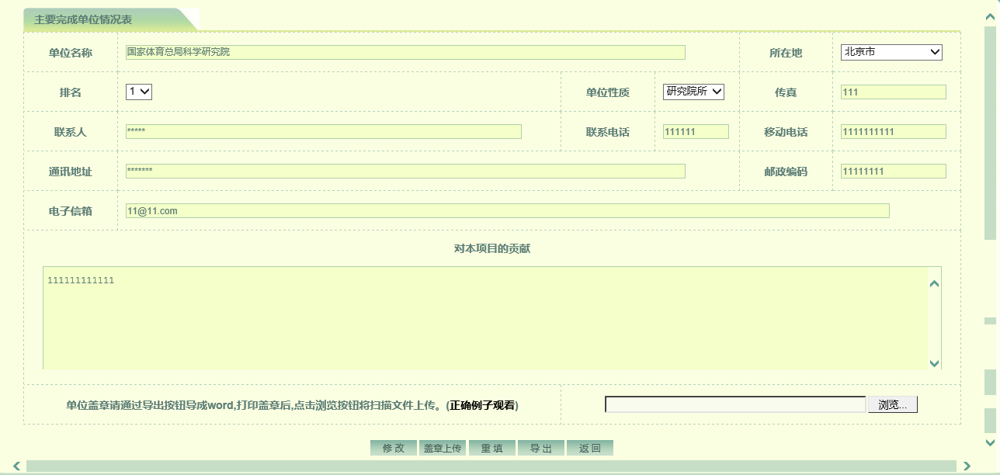 主要完成单位情况表
单位名称 国家体育总局科学研究院 所在地 北京市
排名 1 单位性质 研究院所 传真 111
联系人 ***** 联系电话 111111 移动电话 1111111111
通讯地址 ******* 邮政编码 11111111
电子信箱 11@11.com
对本项目的贡献
111111111111
单位盖章请通过导出按钮导成word,打印盖章后,点击浏览按钮将扫描文件上传。(正确例子观看) 浏览...
修 改 盖章上传 重 填 导 出 返 回